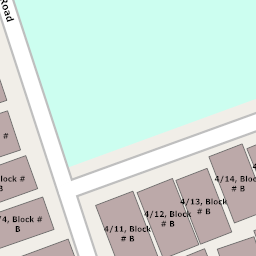 Road
#
Block #
B
/4, Block #
B
4/11, Block
# B
4/12, Block
# B
4/13, Block
# B
4/14, Block
# B